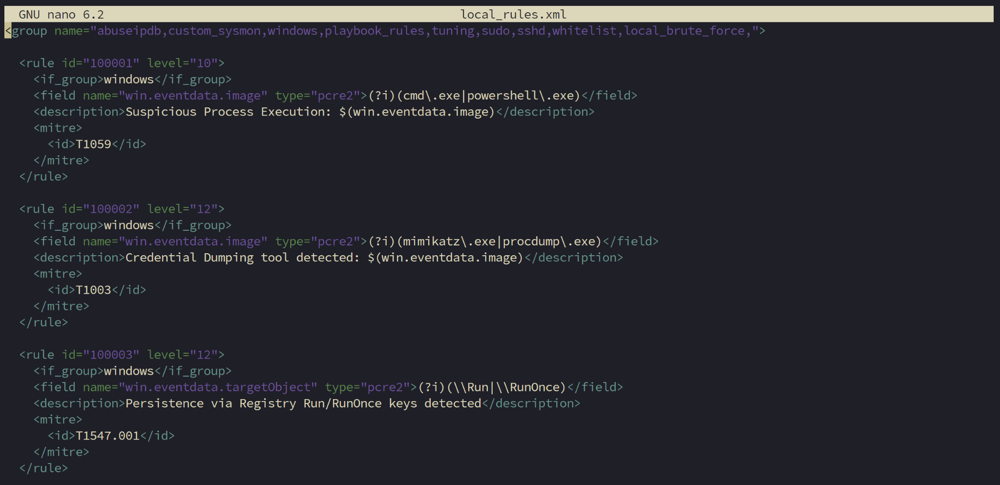 GNU nano 6.2 local_rules.xml
<group name="abuseipdb,custom_sysmon,windows,playbook_rules,tuning,sudo,sshd,whitelist,local_brute_force,">
<rule id="100001" level="10">
<if_group>windows</if_group>
<field name="win.eventdata.image" type="pcre2">(?i)(cmd\.exe|powershell\.exe)</field>
<description>Suspicious Process Execution: $(win.eventdata.image)</description>
<mitre>
<id>T1059</id>
</mitre>
</rule>
<rule id="100002" level="12">
<if_group>windows</if_group>
<field name="win.eventdata.image" type="pcre2">(?i)(mimikatz\.exe|procdump\.exe)</field>
<description>Credential Dumping tool detected: $(win.eventdata.image)</description>
<mitre>
<id>T1003</id>
</mitre>
</rule>
<rule id="100003" level="12">
<if_group>windows</if_group>
<field name="win.eventdata.targetObject" type="pcre2">(?i)(\\Run|\\RunOnce)</field>
<description>Persistence via Registry Run/RunOnce keys detected</description>
<mitre>
<id>T1547.001</id>
</mitre>
</rule>